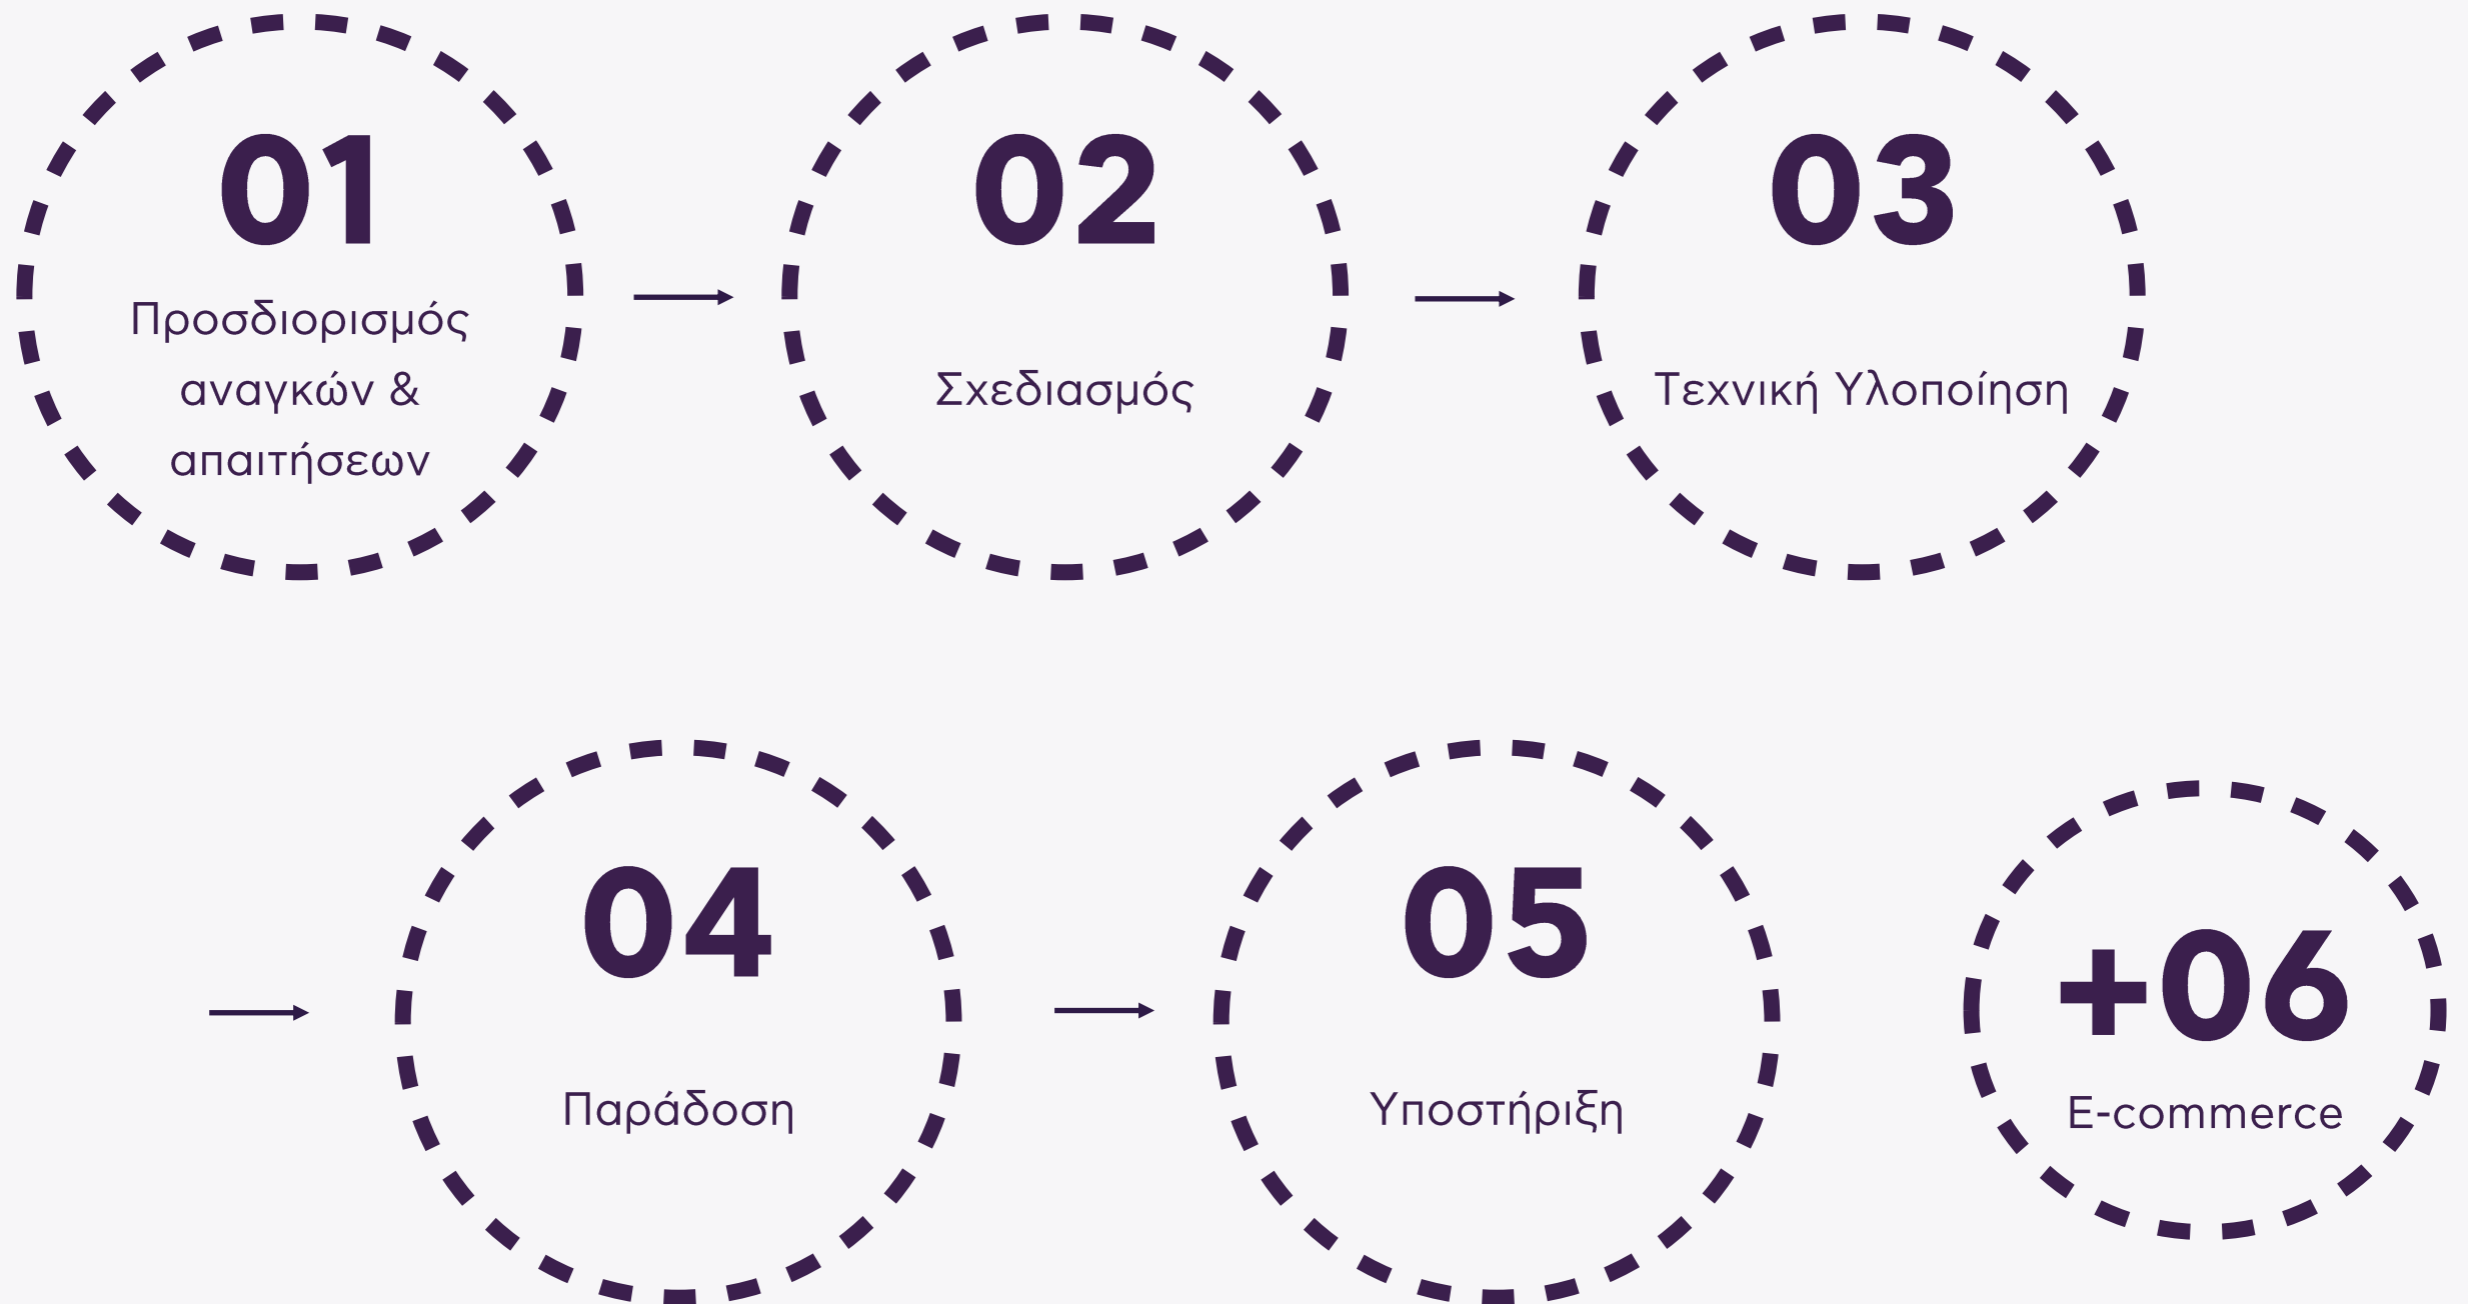 01
Προσδιορισμός
αναγκών &
απαιτήσεων
02
Σχεδιασμός
03
Τεχνική Υλοποίηση
04
Παράδοση
05
Υποστήριξη
+06
E-commerce